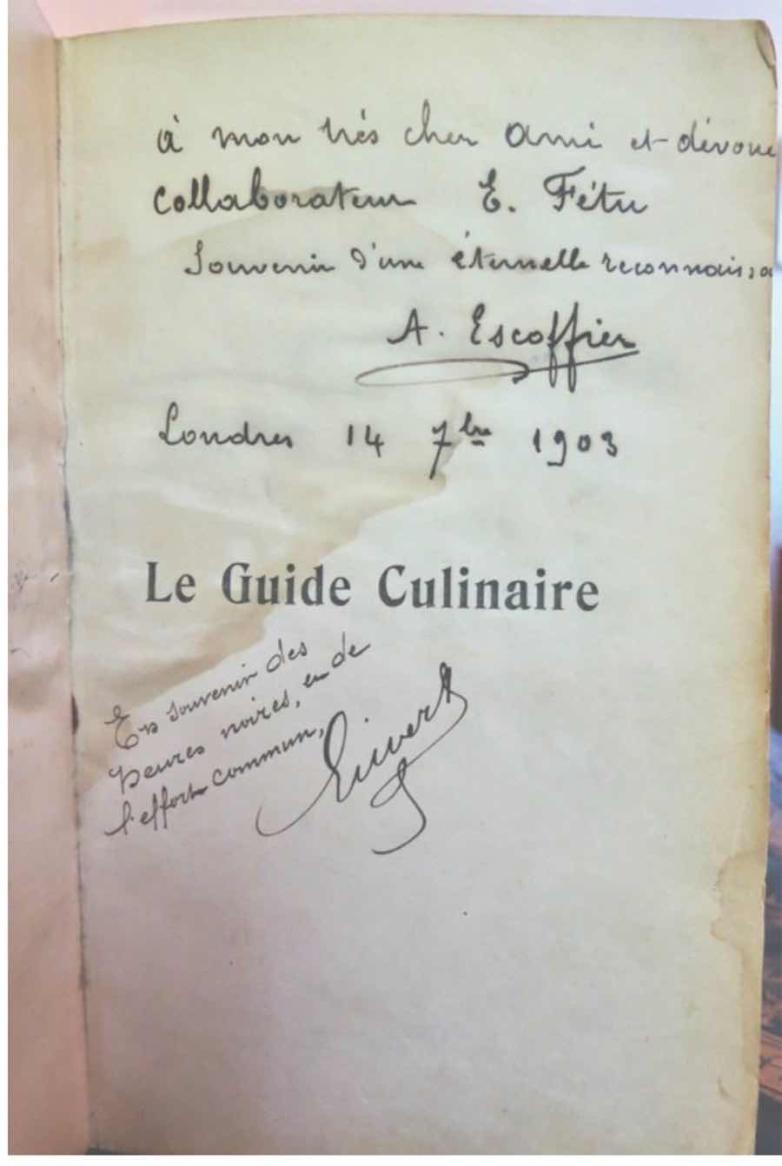 à mon très cher Ami et dévoué
Collaborateur E. Fétu
Souvenir d'une éternelle reconnaissa
A. Escoffier
Londres 14 7bre 1903
Le Guide Culinaire
En souvenir des
heures noires, et de
l'effort commun,